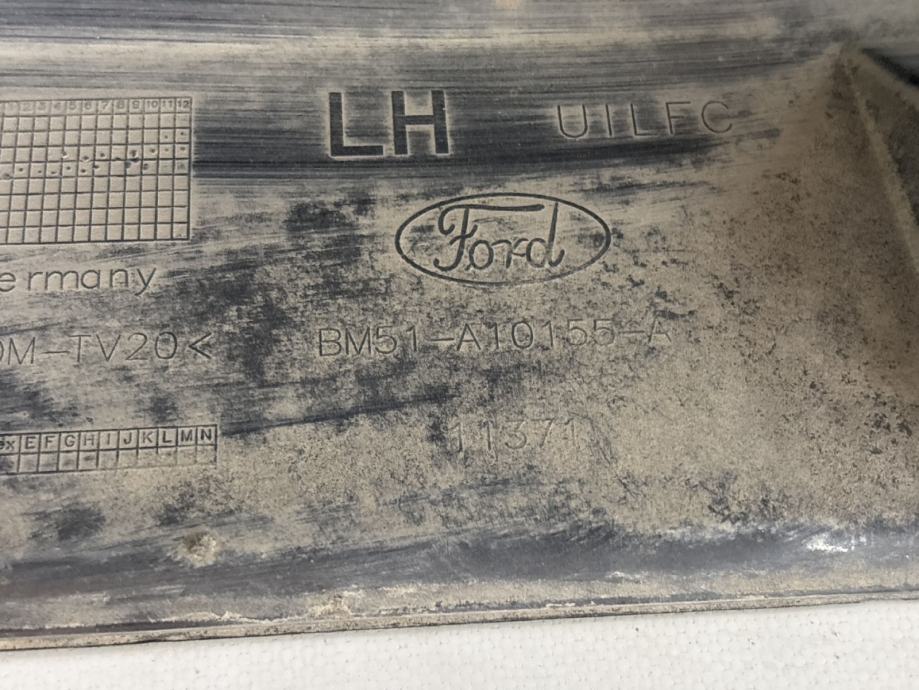 2 3 4 5 6 7 8 9 10 11 12
LH UILFC
Ford
ermany
M-TV20<
BM51-A10155-A
x E F G H I J K L M N
11371